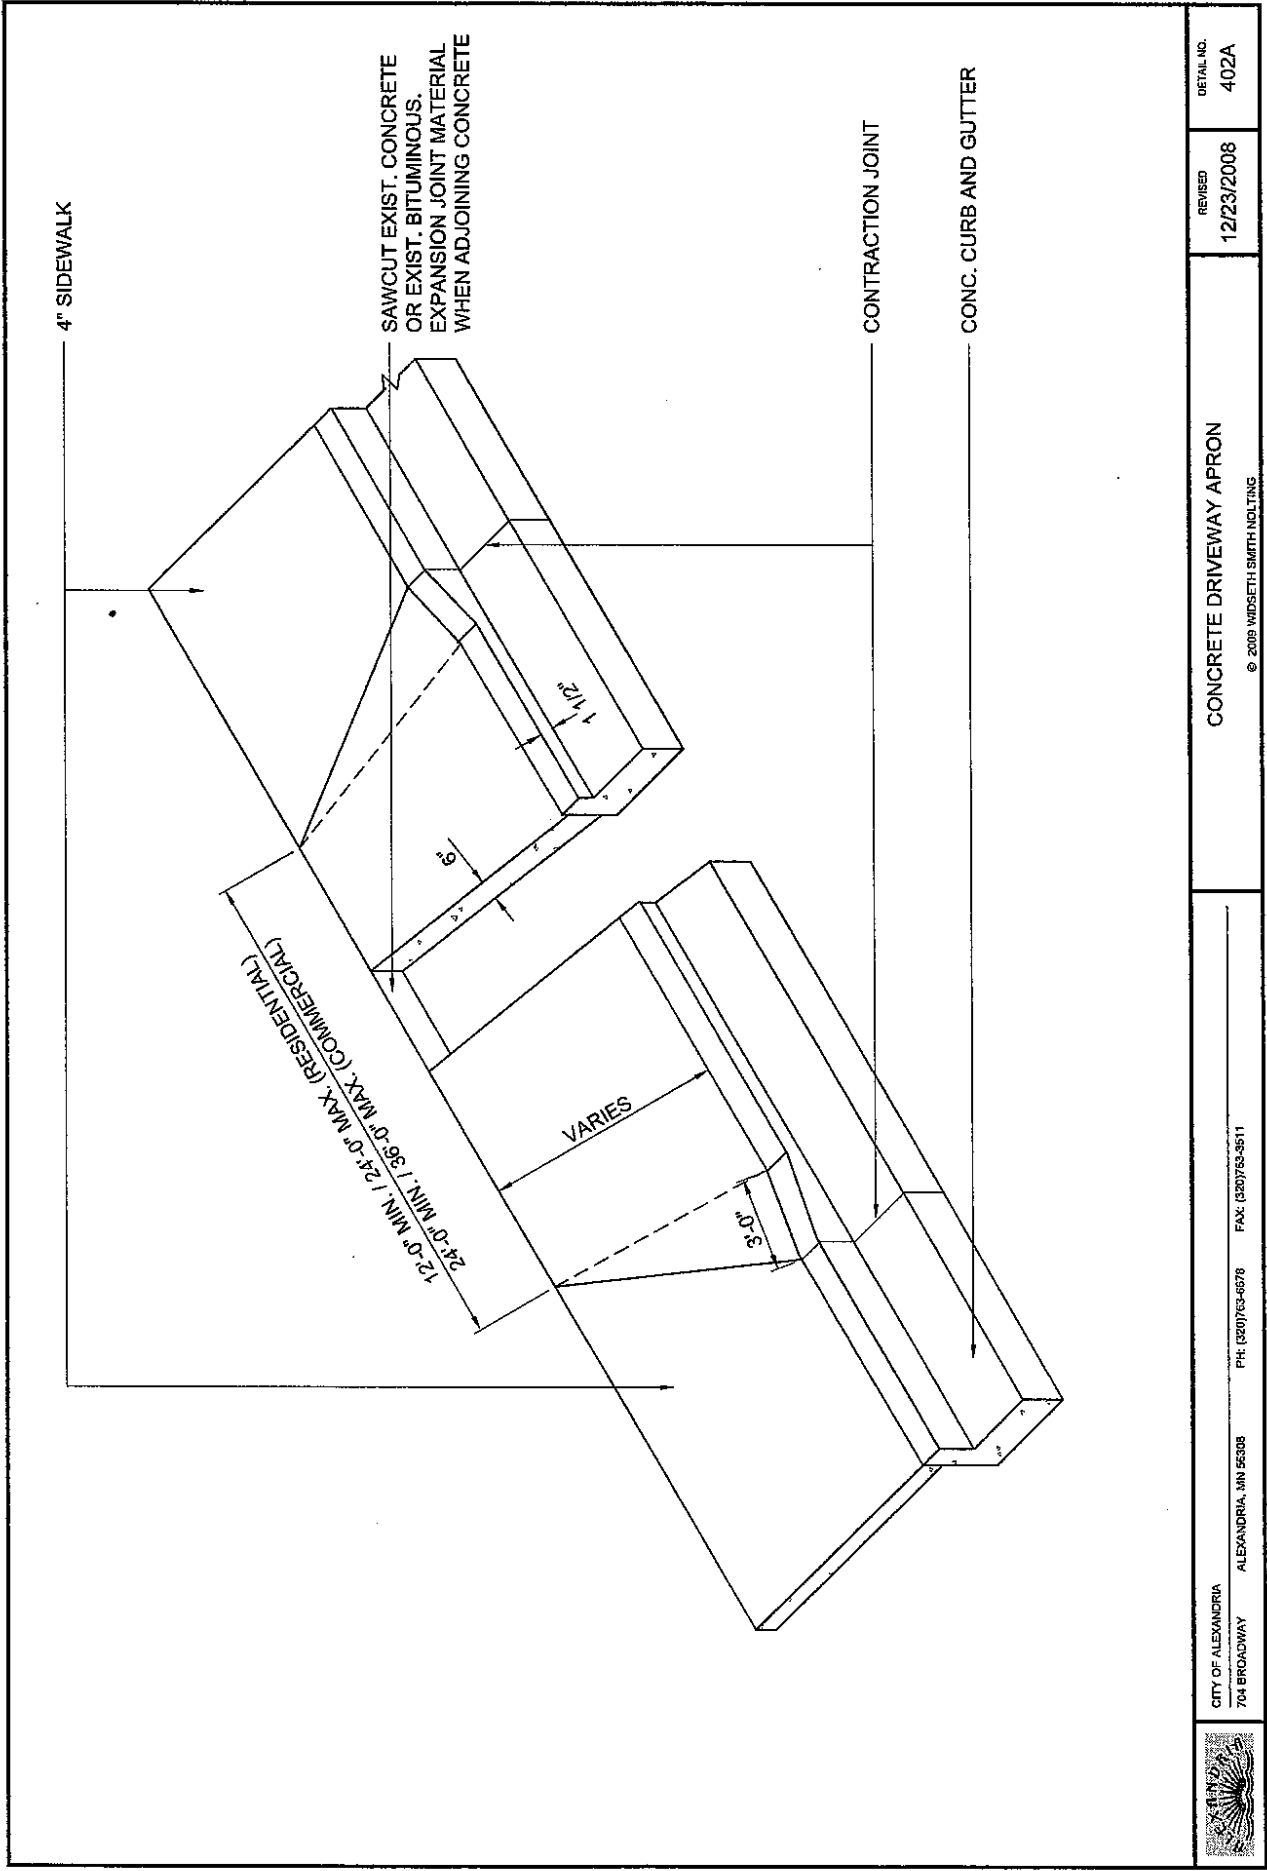 4" SIDEWALK
SAWCUT EXIST. CONCRETE
OR EXIST. BITUMINOUS.
EXPANSION JOINT MATERIAL
WHEN ADJOINING CONCRETE
12'-0" MIN. / 24'-0" MAX. (RESIDENTIAL)
24'-0" MIN. / 36'-0" MAX. (COMMERCIAL)
6"
1 1/2"
VARIES
3'-0"
CONTRACTION JOINT
CONC. CURB AND GUTTER
CITY OF ALEXANDRIA
704 BROADWAY ALEXANDRIA, MN 56308 PH: (320)763-6678 FAX: (320)763-3511
CONCRETE DRIVEWAY APRON
© 2009 WIDSETH SMITH NOLTING
REVISED
12/23/2008
DETAIL NO.
402A